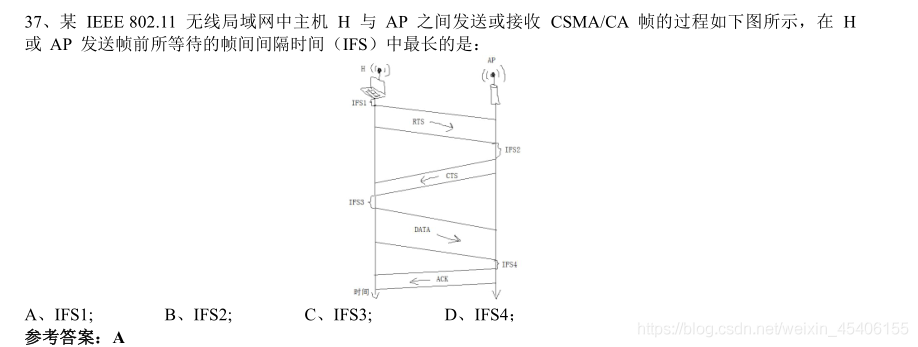 37、某 IEEE 802.11 无线局域网中主机 H 与 AP 之间发送或接收 CSMA/CA 帧的过程如下图所示，在 H
或 AP 发送帧前所等待的帧间间隔时间（IFS）中最长的是：
H
AP
IFS1
RTS
IFS2
CTS
IFS3
DATA
IFS4
ACK
时间
A、IFS1; B、IFS2; C、IFS3; D、IFS4；
参考答案：A
https://blog.csdn.net/weixin_45406155